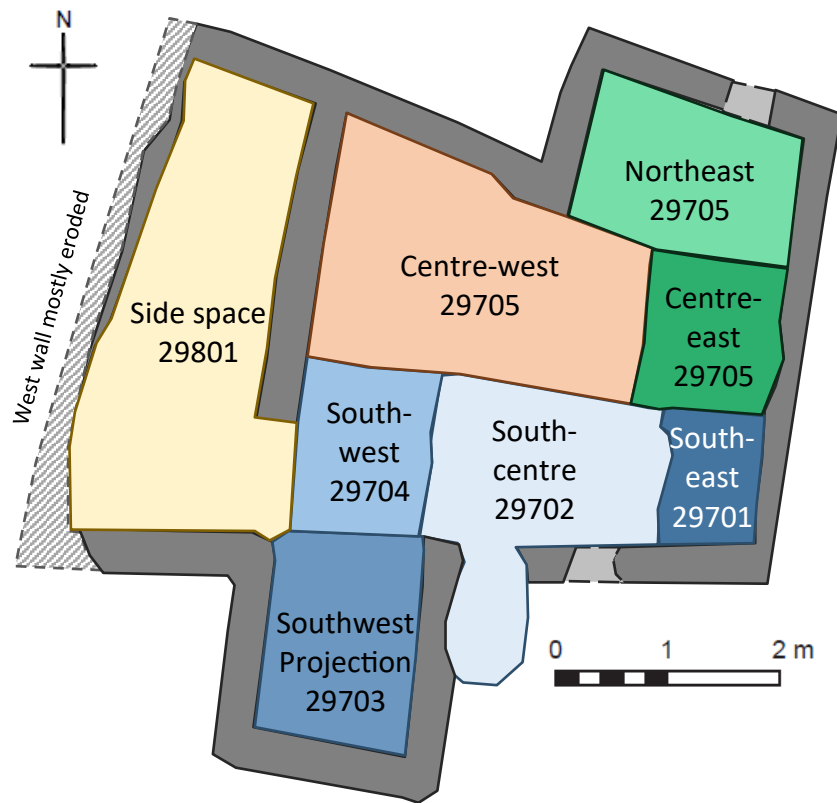 N
West wall mostly eroded
Side space
29801
Centre-west
29705
Northeast
29705
Centre-
east
29705
South-
west
29704
South-
centre
29702
South-
east
29701
Southwest
Projection
29703
0 1 2 m